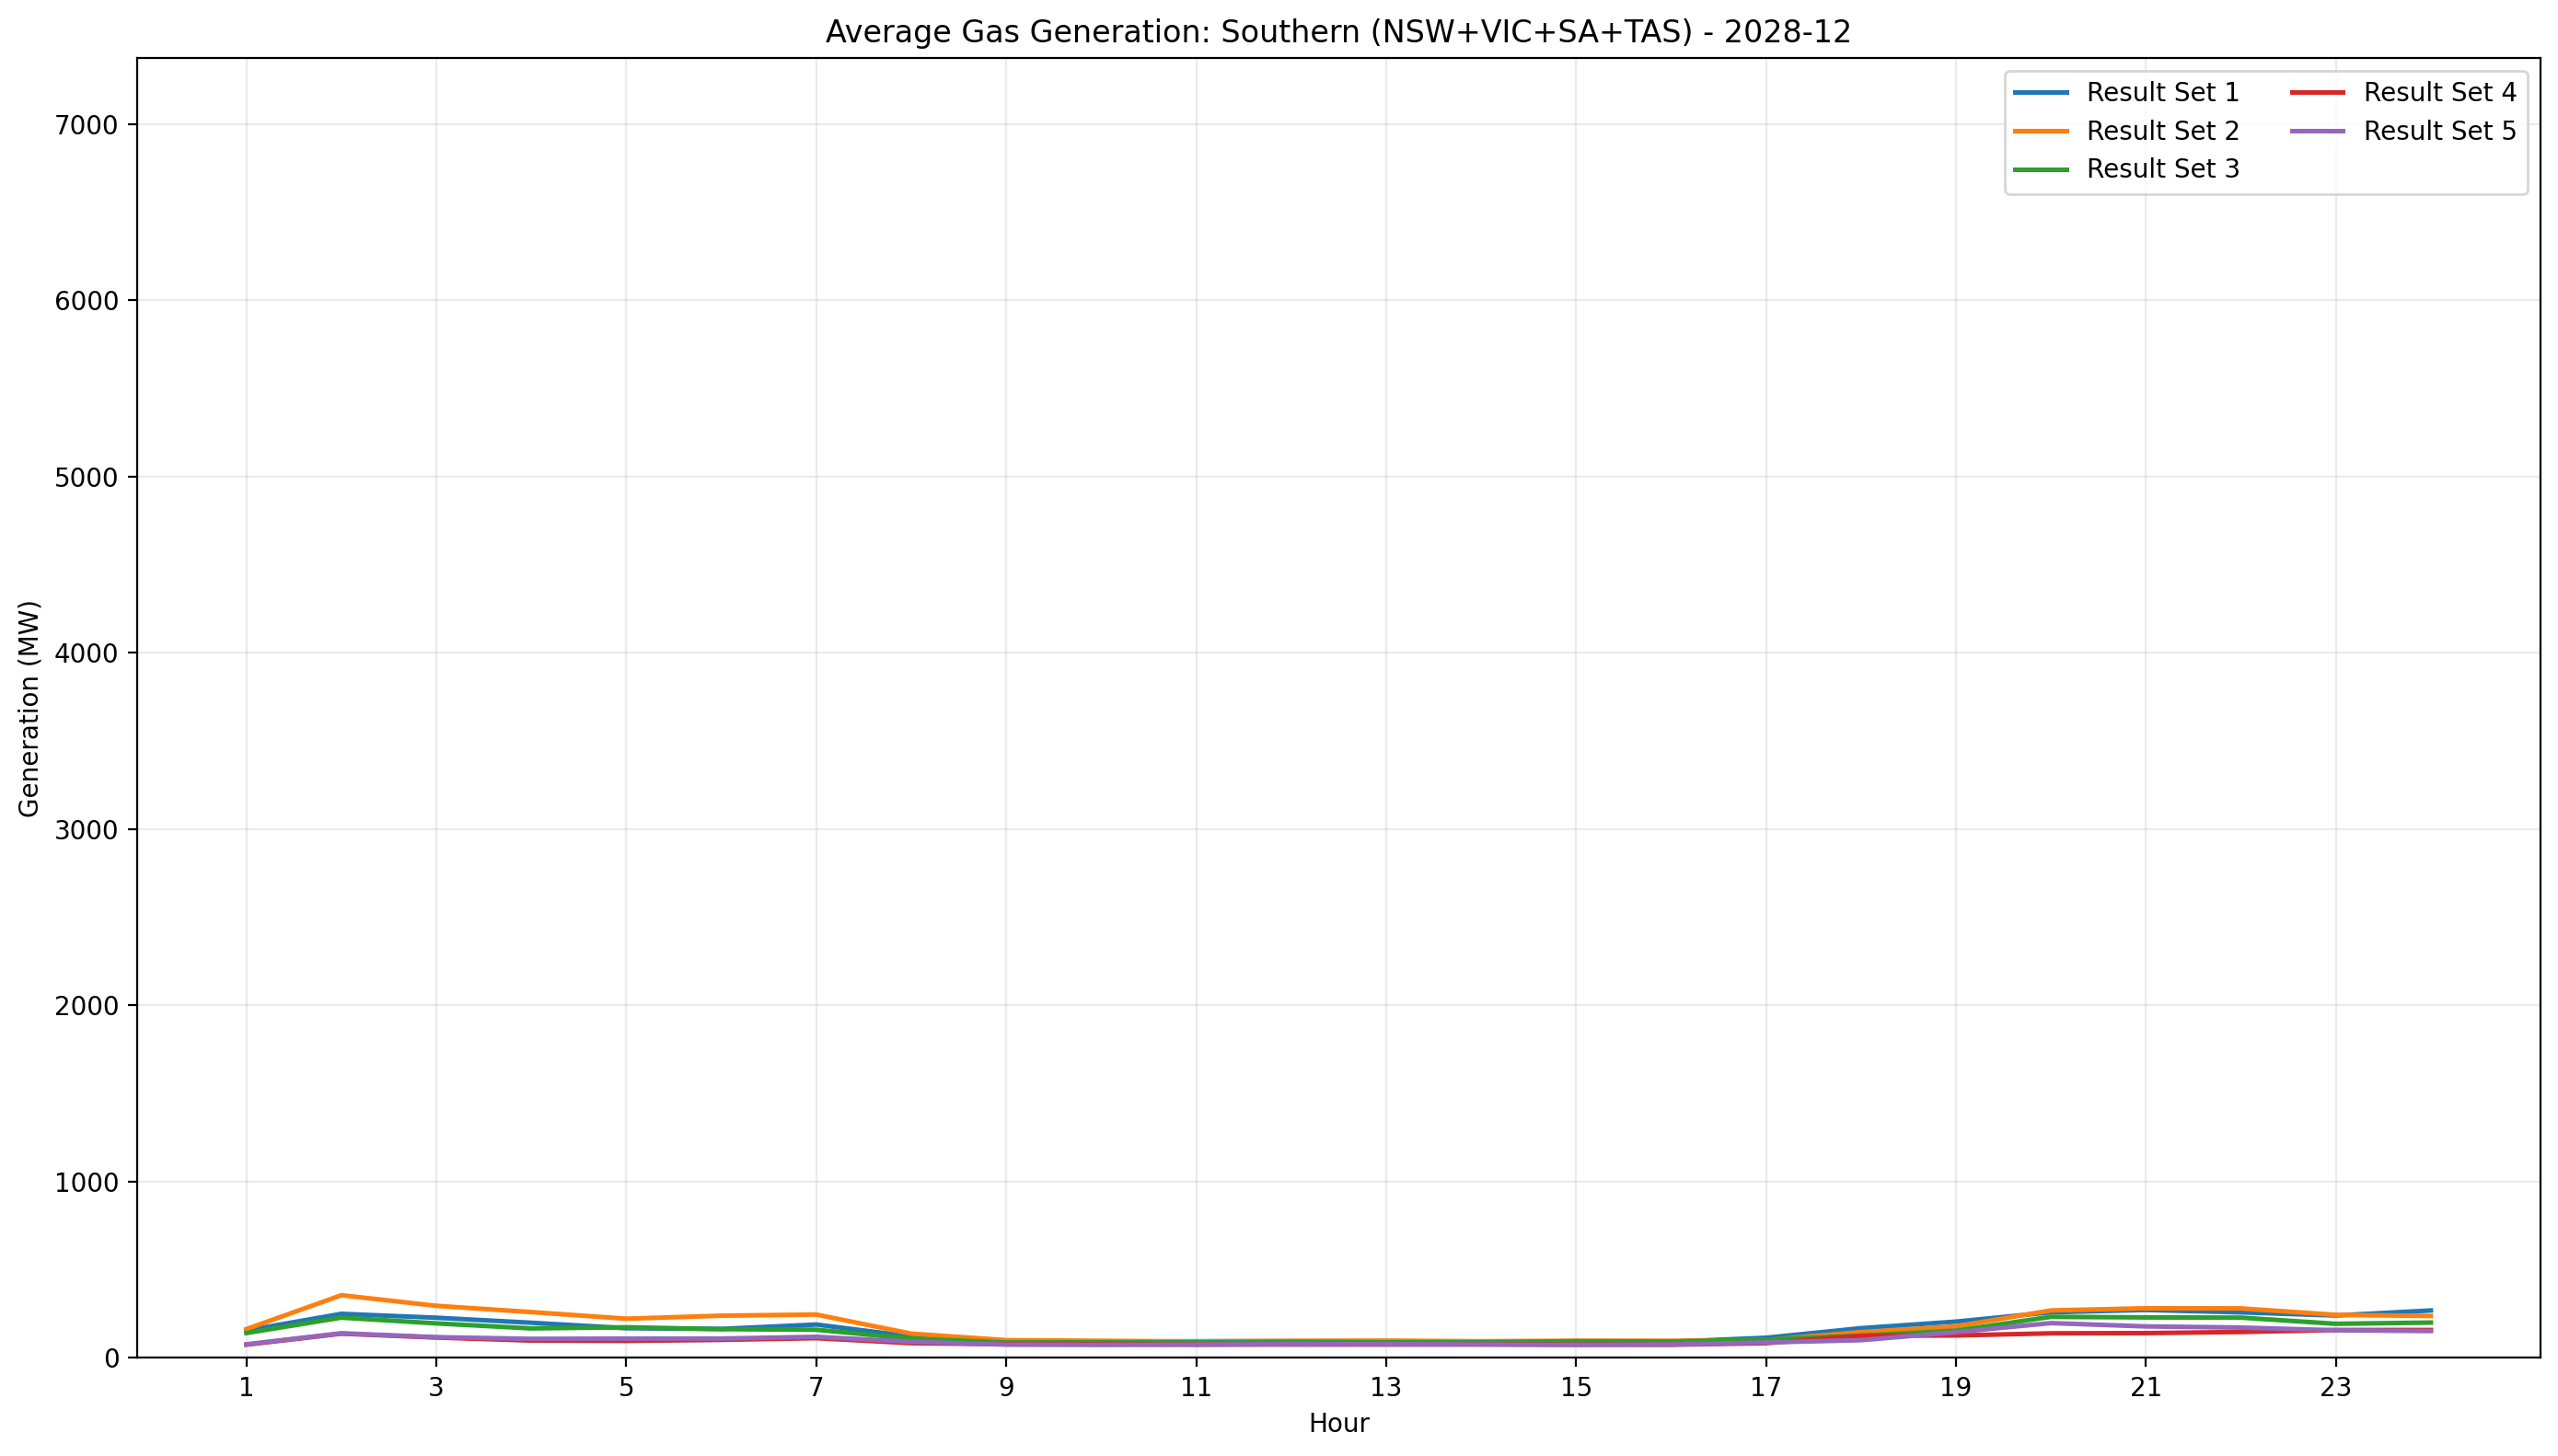 Average Gas Generation: Southern (NSW+VIC+SA+TAS) - 2028-12
Result Set 1
Result Set 2
Result Set 3
Result Set 4
Result Set 5
Generation (MW)
7000
6000
5000
4000
3000
2000
1000
0
1 3 5 7 9 11 13 15 17 19 21 23
Hour